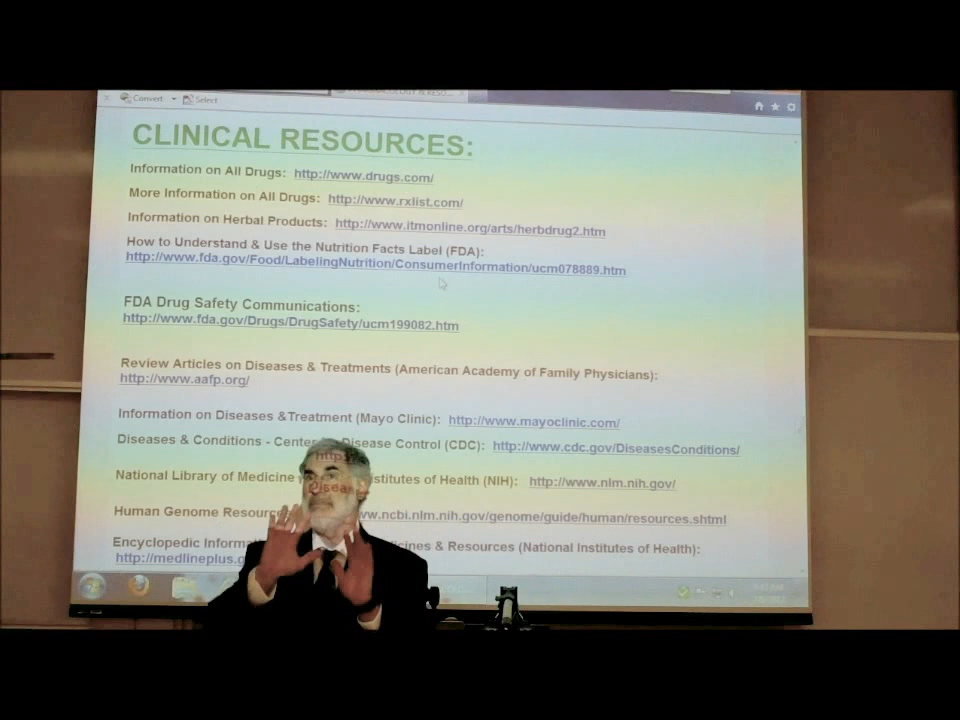 Convert Select
CLINICAL RESOURCES:
Information on All Drugs: http://www.drugs.com/
More Information on All Drugs: http://www.rxlist.com/
Information on Herbal Products: http://www.itmonline.org/arts/herbdrug2.htm
How to Understand & Use the Nutrition Facts Label (FDA):
http://www.fda.gov/Food/LabelingNutrition/ConsumerInformation/ucm078889.htm
FDA Drug Safety Communications:
http://www.fda.gov/Drugs/DrugSafety/ucm199082.htm
Review Articles on Diseases & Treatments (American Academy of Family Physicians):
http://www.aafp.org/
Information on Diseases &Treatment (Mayo Clinic): http://www.mayoclinic.com/
Diseases & Conditions - Disease Control (CDC): http://www.cdc.gov/DiseasesConditions/
http
National Library of Medicine stitutes of Health (NIH): http://www.nlm.nih.gov/
Diseas
Human Genome Resourc ww.ncbi.nlm.nih.gov/genome/guide/human/resources.shtml
Encyclopedic Informat icines & Resources (National Institutes of Health):
http://medlineplus.g